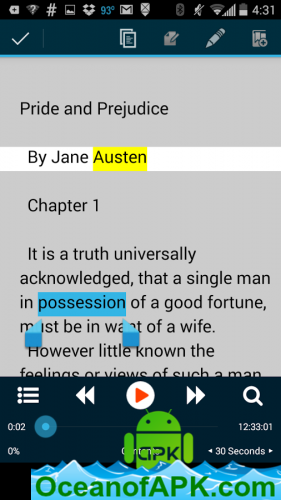 93° 4:31
Pride and Prejudice
By Jane Austen
Chapter 1
It is a truth universally
acknowledged, that a single man
in possession of a good fortune,
must be in want of a wife.
However little known the
feelings or views of such a man
0:02 12:33:01
0% Contents 30 Seconds
APK
OceanofAPK.com